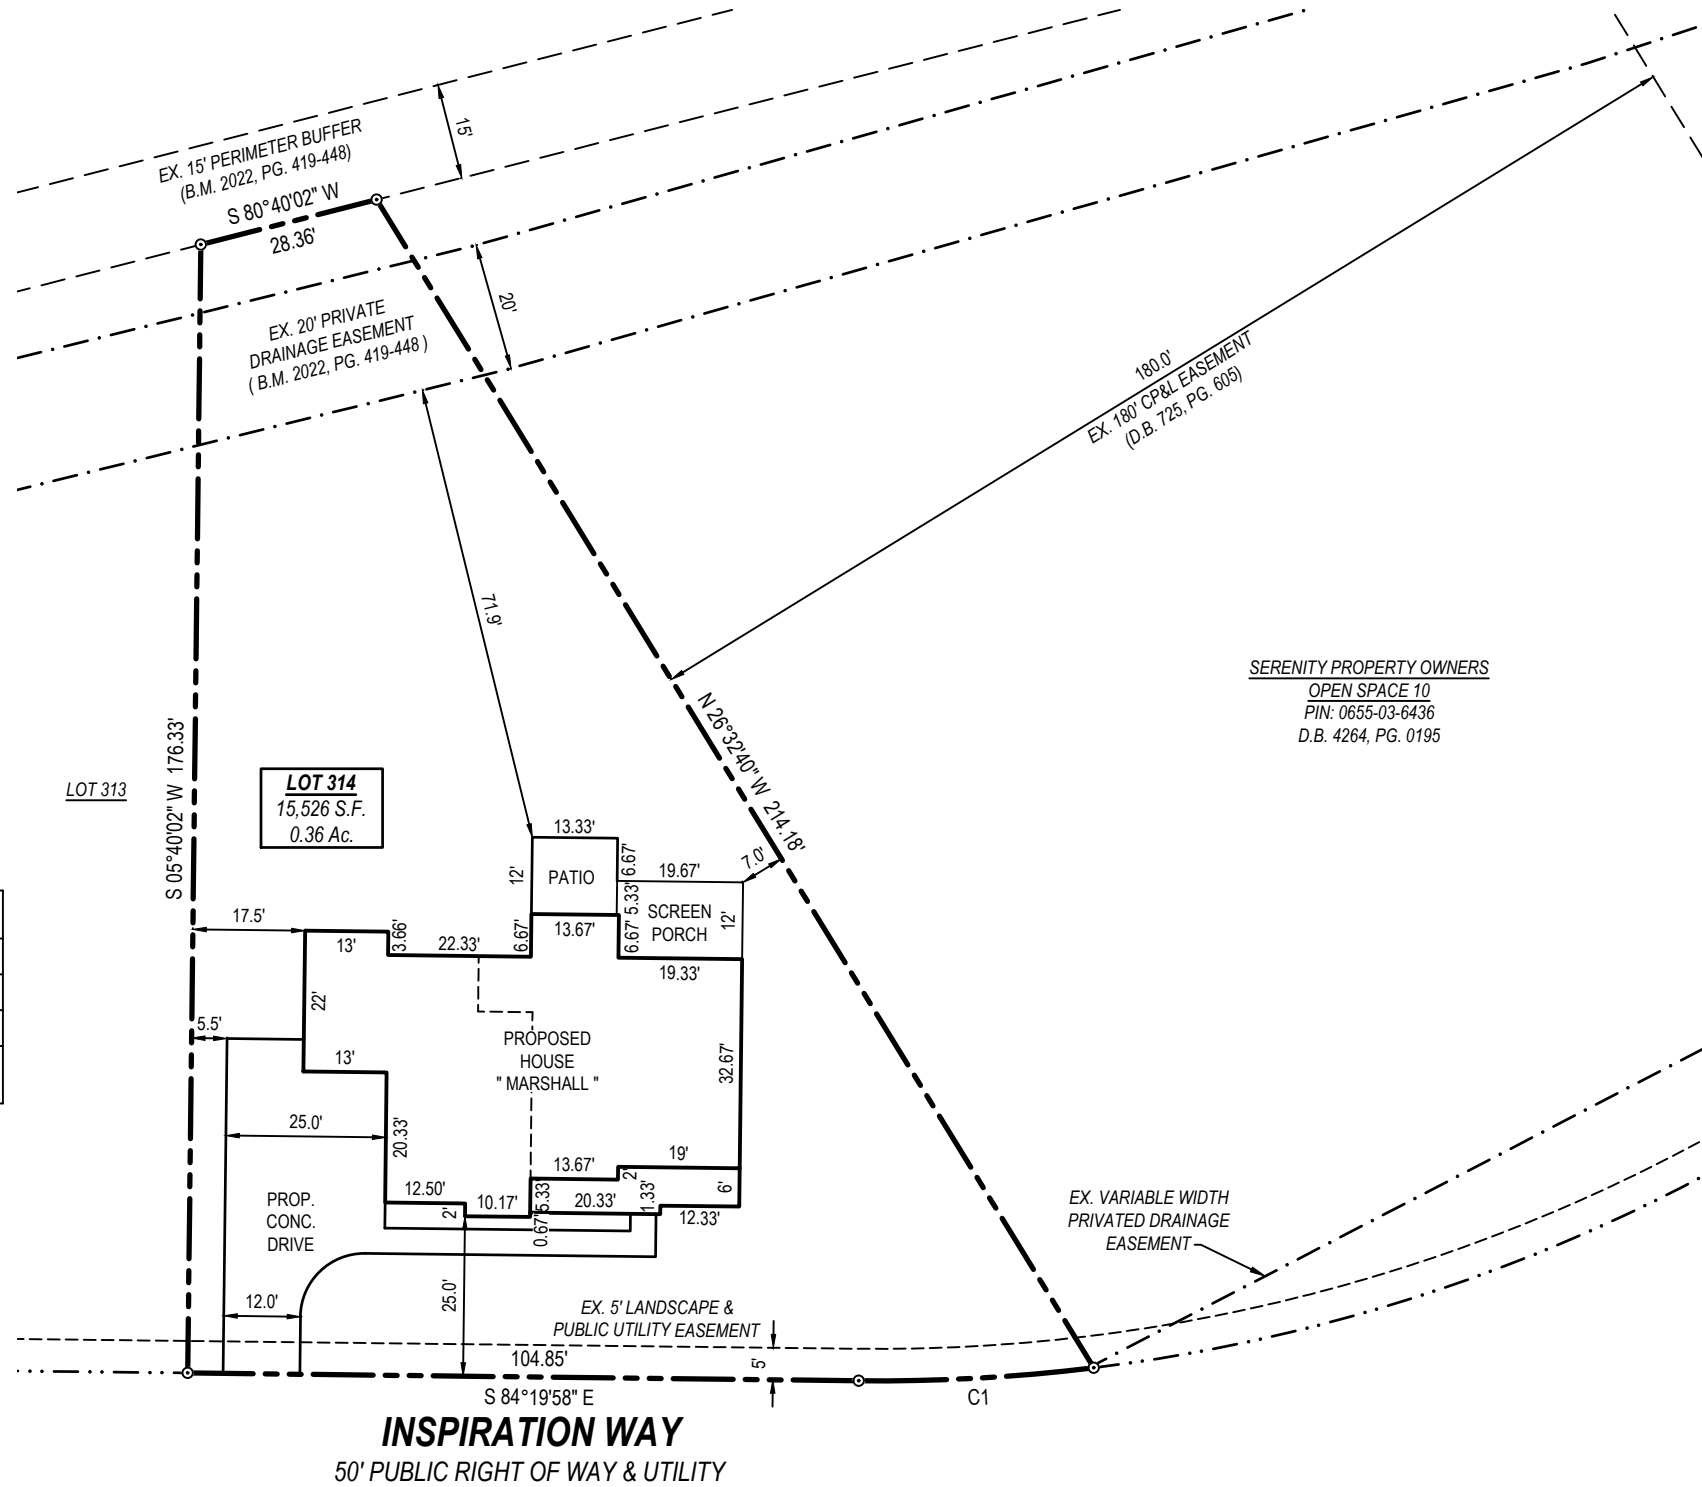 15'
EX. 15' PERIMETER BUFFER
(B.M. 2022, PG. 419-448)
S 80°40'02" W
28.36'
20'
EX. 20' PRIVATE
DRAINAGE EASEMENT
( B.M. 2022, PG. 419-448 )
180.0'
EX. 180' CP&L EASEMENT
(D.B. 725, PG. 605)
71.9'
SERENITY PROPERTY OWNERS
OPEN SPACE 10
PIN: 0655-03-6436
D.B. 4264, PG. 0195
N 26°32'40" W 214.18'
S 05°40'02" W 176.33'
LOT 313
LOT 314
15,526 S.F.
0.36 Ac.
13.33'
12'
PATIO
6.67'
5.33'
19.67'
7.0'
SCREEN
PORCH
12'
17.5'
13'
3.66'
22.33'
6.67'
13.67'
6.67'
19.33'
22'
5.5'
13'
PROPOSED
HOUSE
" MARSHALL "
32.67'
25.0'
20.33'
13.67'
19'
2'
6'
12.50'
10.17'
5.33'
20.33'
1.33'
12.33'
2'
0.67'
PROP.
CONC.
DRIVE
EX. VARIABLE WIDTH
PRIVATED DRAINAGE
EASEMENT
12.0'
25.0'
EX. 5' LANDSCAPE &
PUBLIC UTILITY EASEMENT
104.85'
5'
S 84°19'58" E
C1
INSPIRATION WAY
50' PUBLIC RIGHT OF WAY & UTILITY